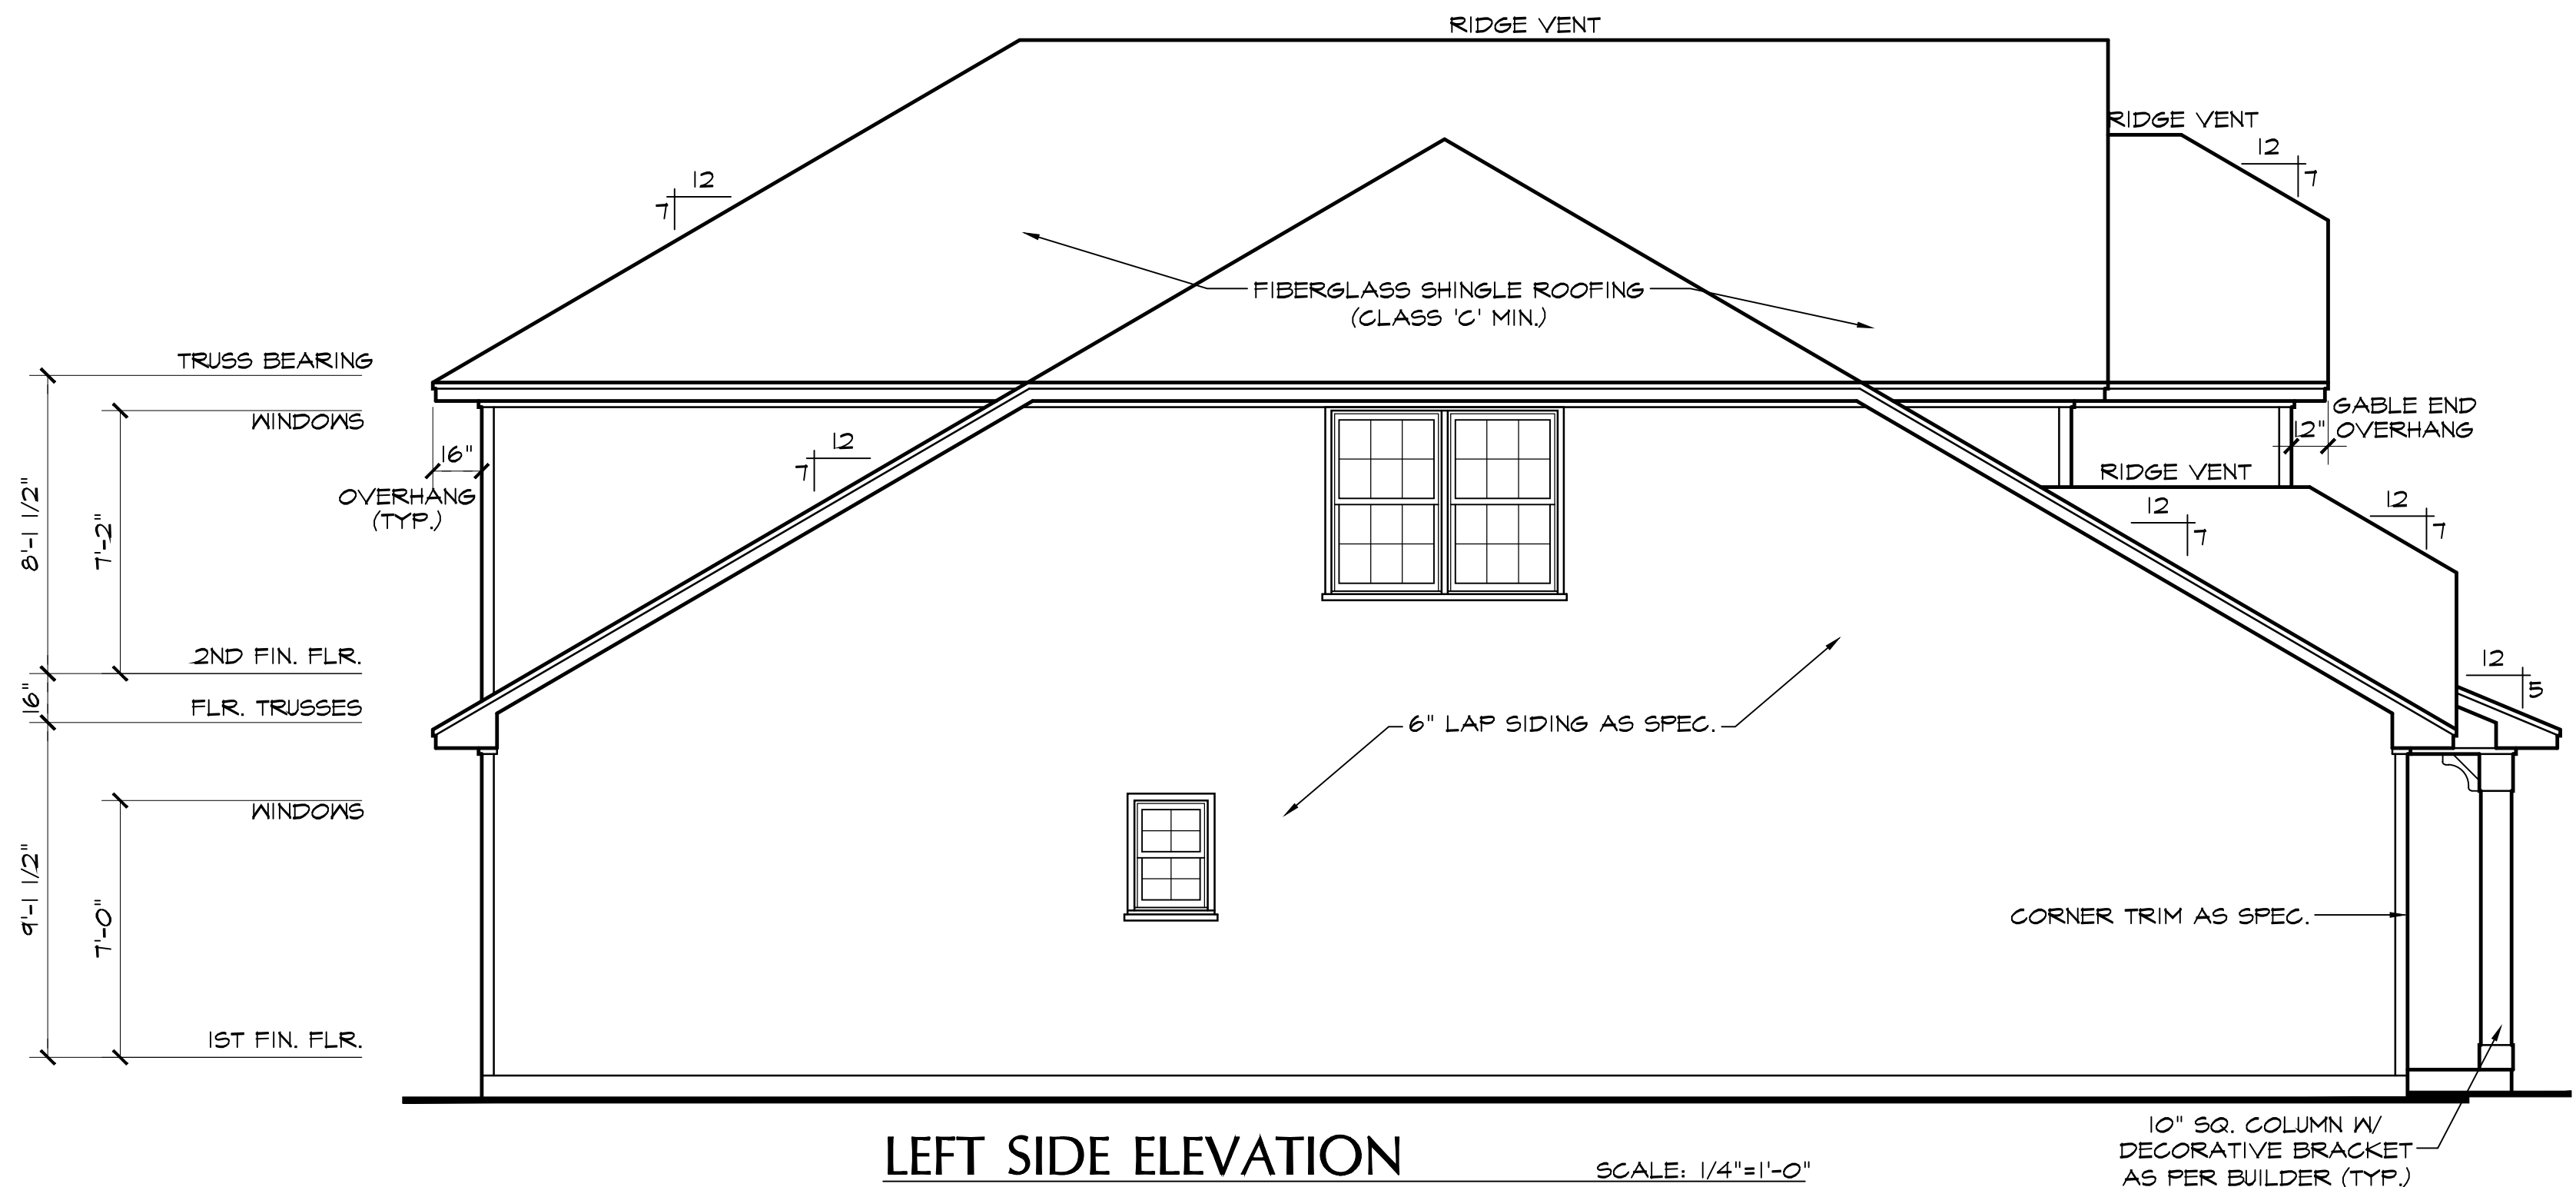 RIDGE VENT
RIDGE VENT
12
7
12
7
FIBERGLASS SHINGLE ROOFING
(CLASS 'C' MIN.)
TRUSS BEARING
WINDOWS
16"
OVERHANG
(TYP.)
12
7
GABLE END
12" OVERHANG
RIDGE VENT
12
7
12
7
8'-1 1/2"
7'-2"
2ND FIN. FLR.
16"
FLR. TRUSSES
12
5
6" LAP SIDING AS SPEC.
WINDOWS
9'-1 1/2"
7'-0"
CORNER TRIM AS SPEC.
1ST FIN. FLR.
10" SQ. COLUMN W/
DECORATIVE BRACKET
AS PER BUILDER (TYP.)
LEFT SIDE ELEVATION
SCALE: 1/4"=1'-0"